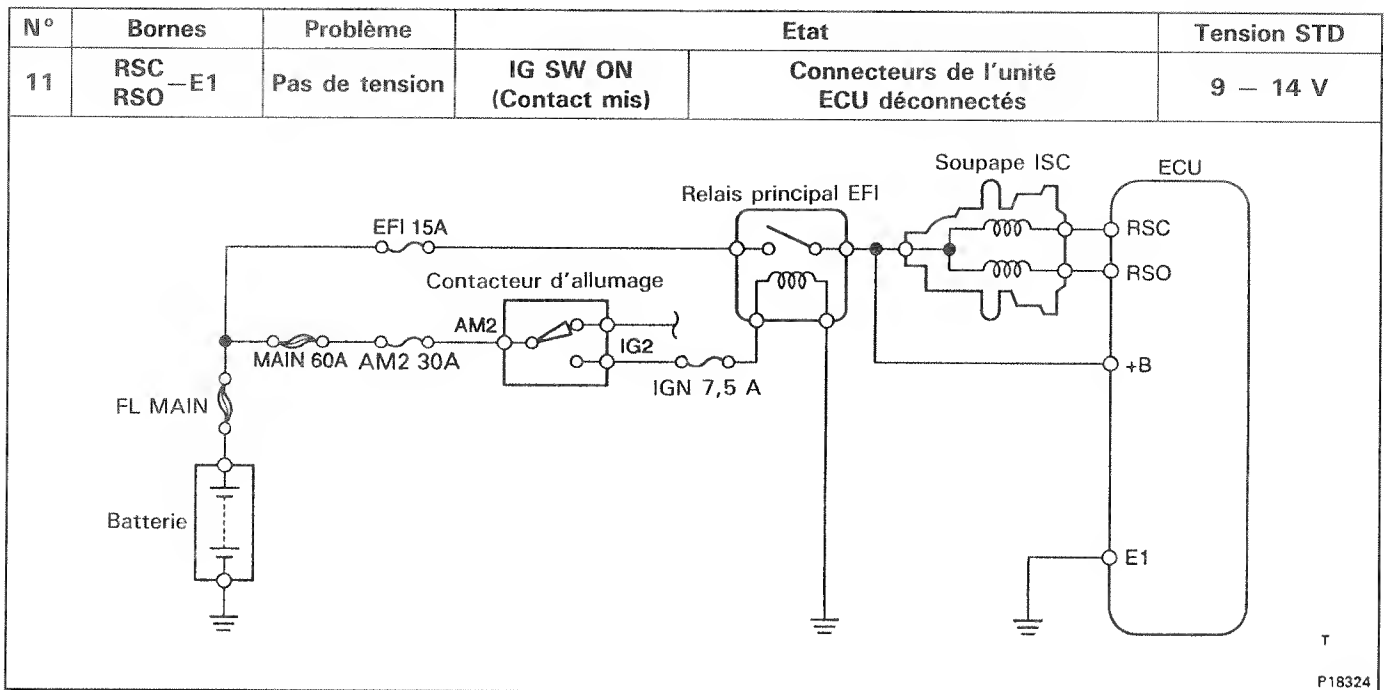 N° Bornes Problème Etat Tension STD
11 RSC RSO —E1 Pas de tension IG SW ON (Contact mis) Connecteurs de l'unité ECU déconnectés 9 — 14 V
Soupape ISC
ECU
Relais principal EFI
EFI 15A
RSC
RSO
Contacteur d'allumage
AM2
IG2
MAIN 60A AM2 30A
IGN 7,5 A
+B
FL MAIN
Batterie
E1
T
P18324